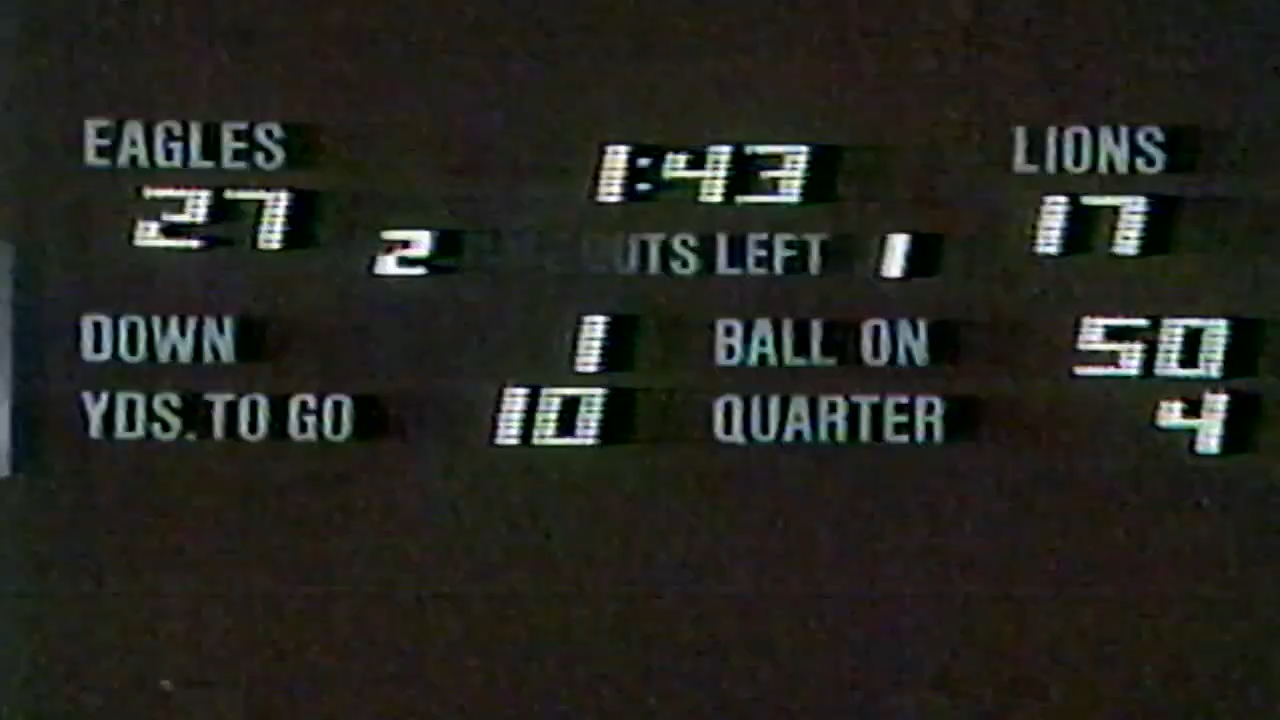 EAGLES 1:43 LIONS
27 17
2 OUTS LEFT 1
DOWN 1 BALL ON 50
YDS. TO GO 10 QUARTER 4